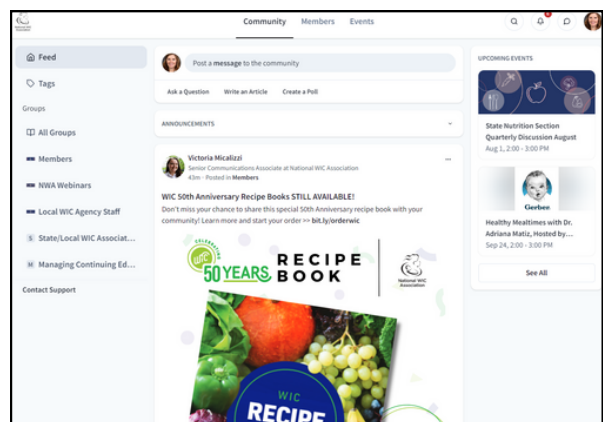 National WIC
Association
Community Members Events
Feed
Tags
Groups
All Groups
Members
NWA Webinars
Local WIC Agency Staff
S State/Local WIC Associat...
M Managing Continuing Ed...
Contact Support
Post a message to the community
Ask a Question Write an Article Create a Poll
ANNOUNCEMENTS
Victoria Micalizzi
Senior Communications Associate at National WIC Association
43m · Posted in Members
WIC 50th Anniversary Recipe Books STILL AVAILABLE!
Don't miss your chance to share this special 50th Anniversary recipe book with your
community! Learn more and start your order >> bit.ly/orderwic
CELEBRATING
wic
50 YEARS
RECIPE
BOOK
National WIC
Association
WIC
RECIPE
UPCOMING EVENTS
State Nutrition Section
Quarterly Discussion August
Aug 1, 2:00 - 3:00 PM
Gerber
Healthy Mealtimes with Dr.
Adriana Matiz, Hosted by...
Sep 24, 2:00 - 3:00 PM
See All